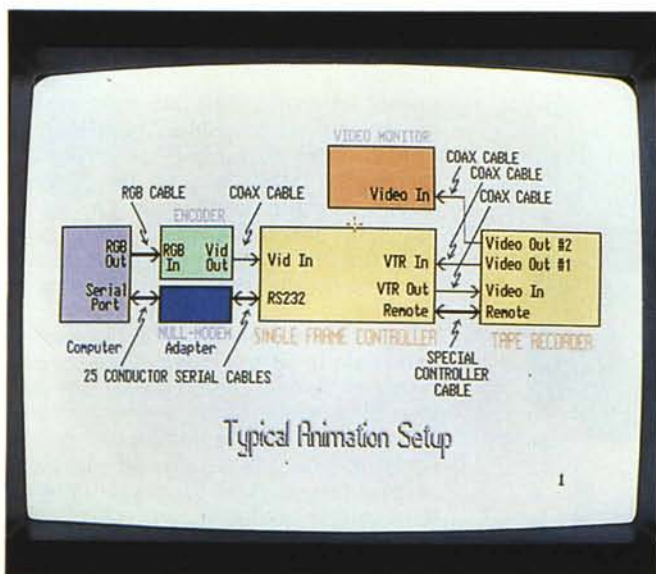 VIDEO MONITOR
COAX CABLE
COAX CABLE
COAX CABLE
Video In
RGB CABLE
COAX CABLE
ENCODER
RGB Out
RGB In
Vid Out
Vid In
VTR In
Video Out #2
Video Out #1
Serial Port
RS232
VTR Out
Video In
Remote
Remote
Computer
NULL-MODEM
Adapter
SINGLE FRAME CONTROLLER
TAPE RECORDER
25 CONDUCTOR SERIAL CABLES
SPECIAL
CONTROLLER
CABLE
Typical Animation Setup
1